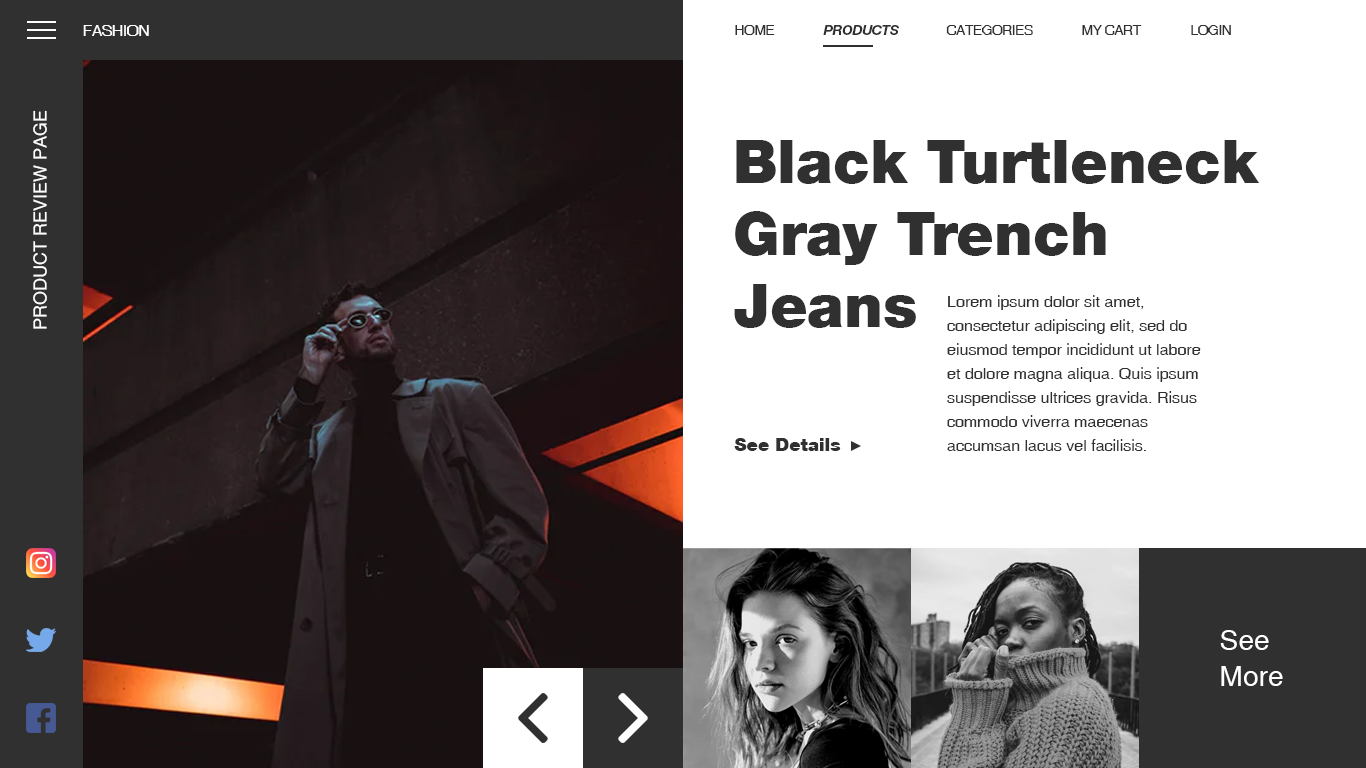 FASHION
HOME
PRODUCTS
CATEGORIES
MY CART
LOGIN
PRODUCT REVIEW PAGE
Black Turtleneck
Gray Trench
Jeans
Lorem ipsum dolor sit amet,
consectetur adipiscing elit, sed do
eiusmod tempor incididunt ut labore
et dolore magna aliqua. Quis ipsum
suspendisse ultrices gravida. Risus
commodo viverra maecenas
accumsan lacus vel facilisis.
See Details ►
See
More